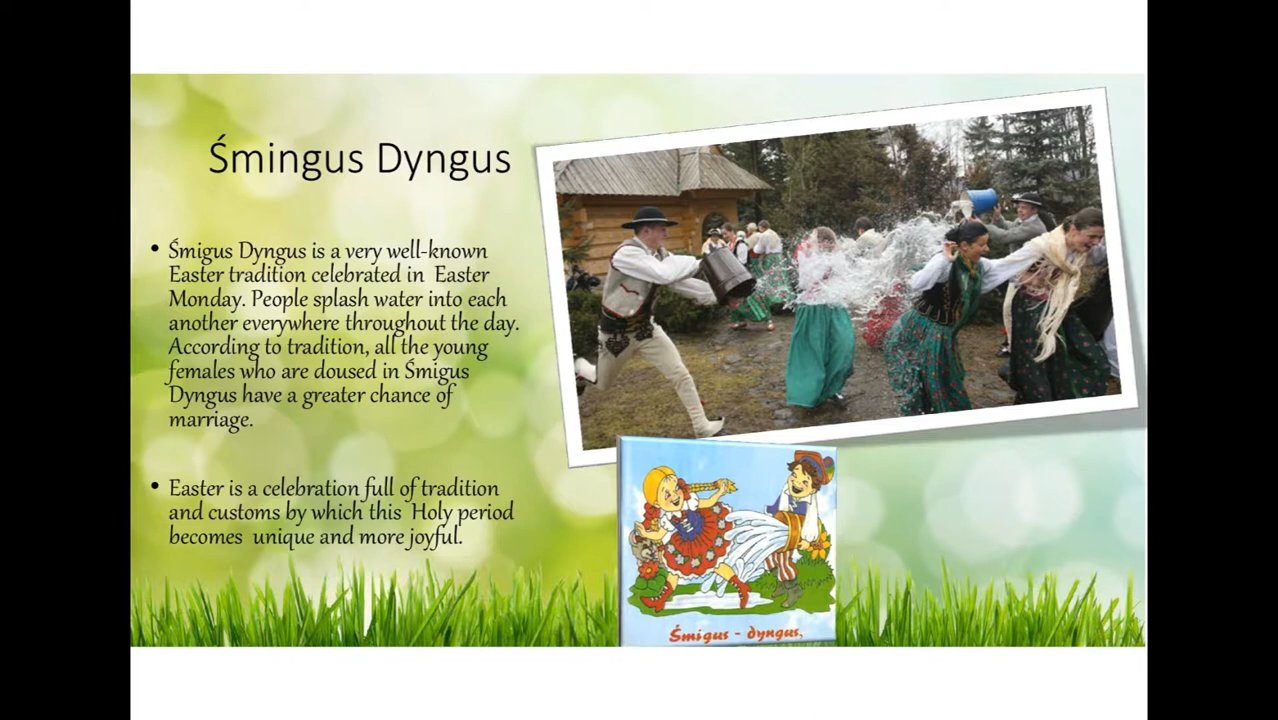 Śmingus Dyngus
• Śmigus Dyngus is a very well-known
Easter tradition celebrated in Easter
Monday. People splash water into each
another everywhere throughout the day.
According to tradition, all the young
females who are doused in Śmigus
Dyngus have a greater chance of
marriage.
• Easter is a celebration full of tradition
and customs by which this Holy period
becomes unique and more joyful.
Śmigus - dyngus,